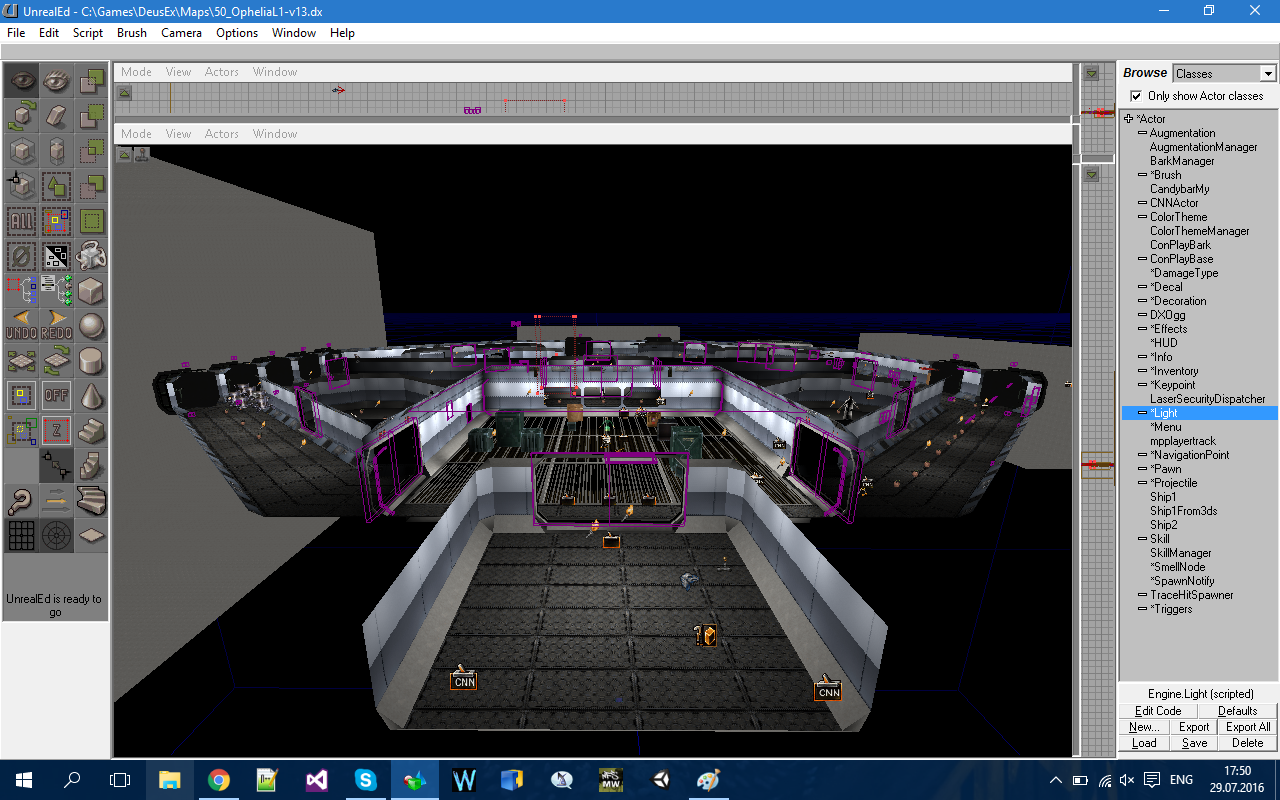 UnrealEd - C:\Games\DeusEx\Maps\50_OpheliaL1-v13.dx
File Edit Script Brush Camera Options Window Help
Mode View Actors Window
Mode View Actors Window
Browse Classes
Only show Actor classes
*Actor
Augmentation
AugmentationManager
BarkManager
*Brush
CandybarMy
CNNActor
ColorTheme
ColorThemeManager
ConPlayBark
ConPlayBase
*DamageType
*Decal
*Decoration
DXOgg
*Effects
*HUD
*Info
*Inventory
*Keypoint
LaserSecurityDispatcher
*Light
*Menu
mpplayertrack
*NavigationPoint
*Pawn
*Projectile
Ship1
Ship1From3ds
Ship2
Skill
SkillManager
*SmellNode
*SpawnNotify
TraceHitSpawner
*Triggers
Engine.Light (scripted)
Edit Code Defaults
New... Export Export All
Load Save Delete
All
UNDO REDO
OFF
Z
UnrealEd is ready to
go
CNN
CNN
ENG
17:50
29.07.2016